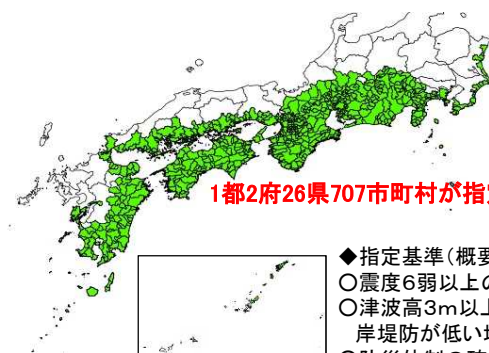 1都2府26県707市町村が指
◆指定基準(概要
○震度6弱以上の
○津波高3m以上
岸堤防が低い